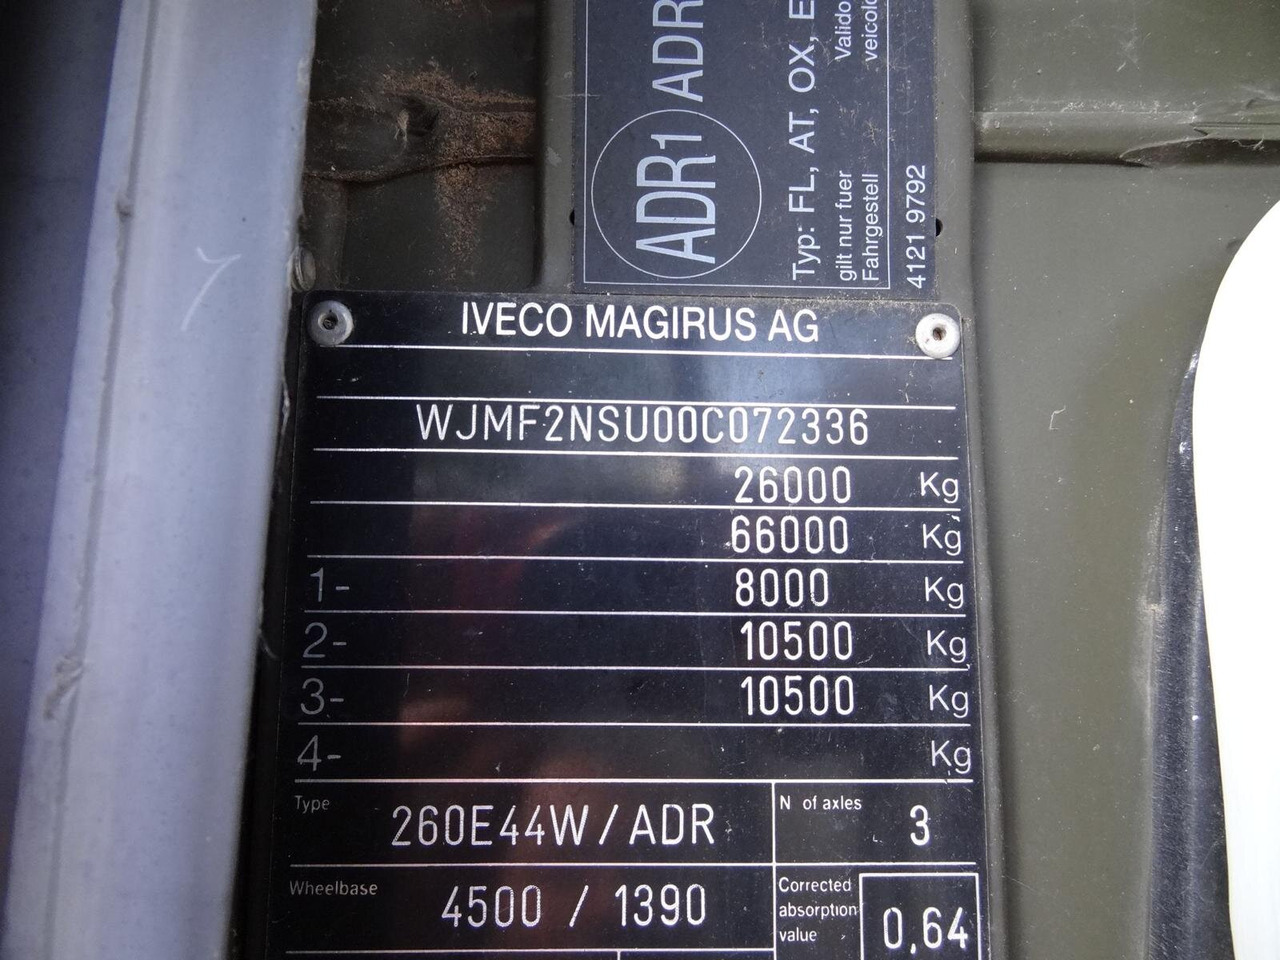 ADR1 ADR
Typ: FL, AT, OX, E
gilt nur fuer
Fahrgestell
Valido
veicolo
4121 9792
IVECO MAGIRUS AG
WJMF2NSU00C072336
26000 Kg
66000 Kg
1- 8000 Kg
2- 10500 Kg
3- 10500 Kg
4- Kg
Type 260E44W/ADR
N of axles 3
Wheelbase 4500 / 1390
Corrected
absorption
value
0,64